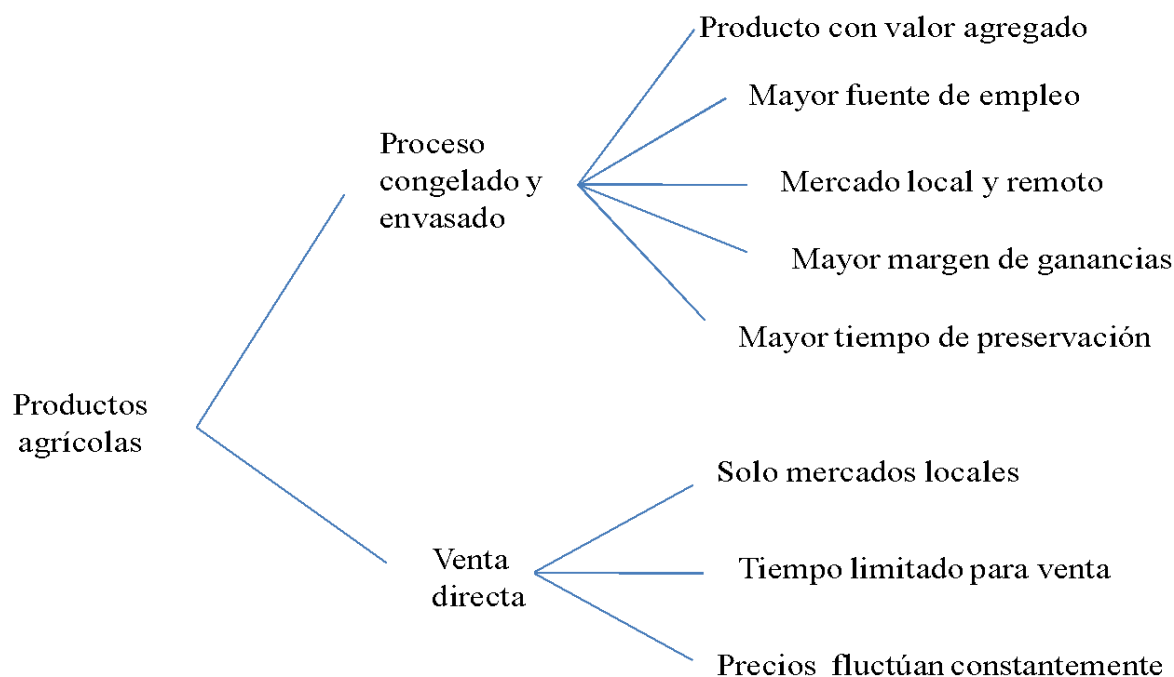 Producto con valor agregado
Mayor fuente de empleo
Proceso
congelado y
envasado
Mercado local y remoto
Mayor margen de ganancias
Mayor tiempo de preservación
Productos
agrícolas
Solo mercados locales
Venta
directa
Tiempo limitado para venta
Precios fluctúan constantemente